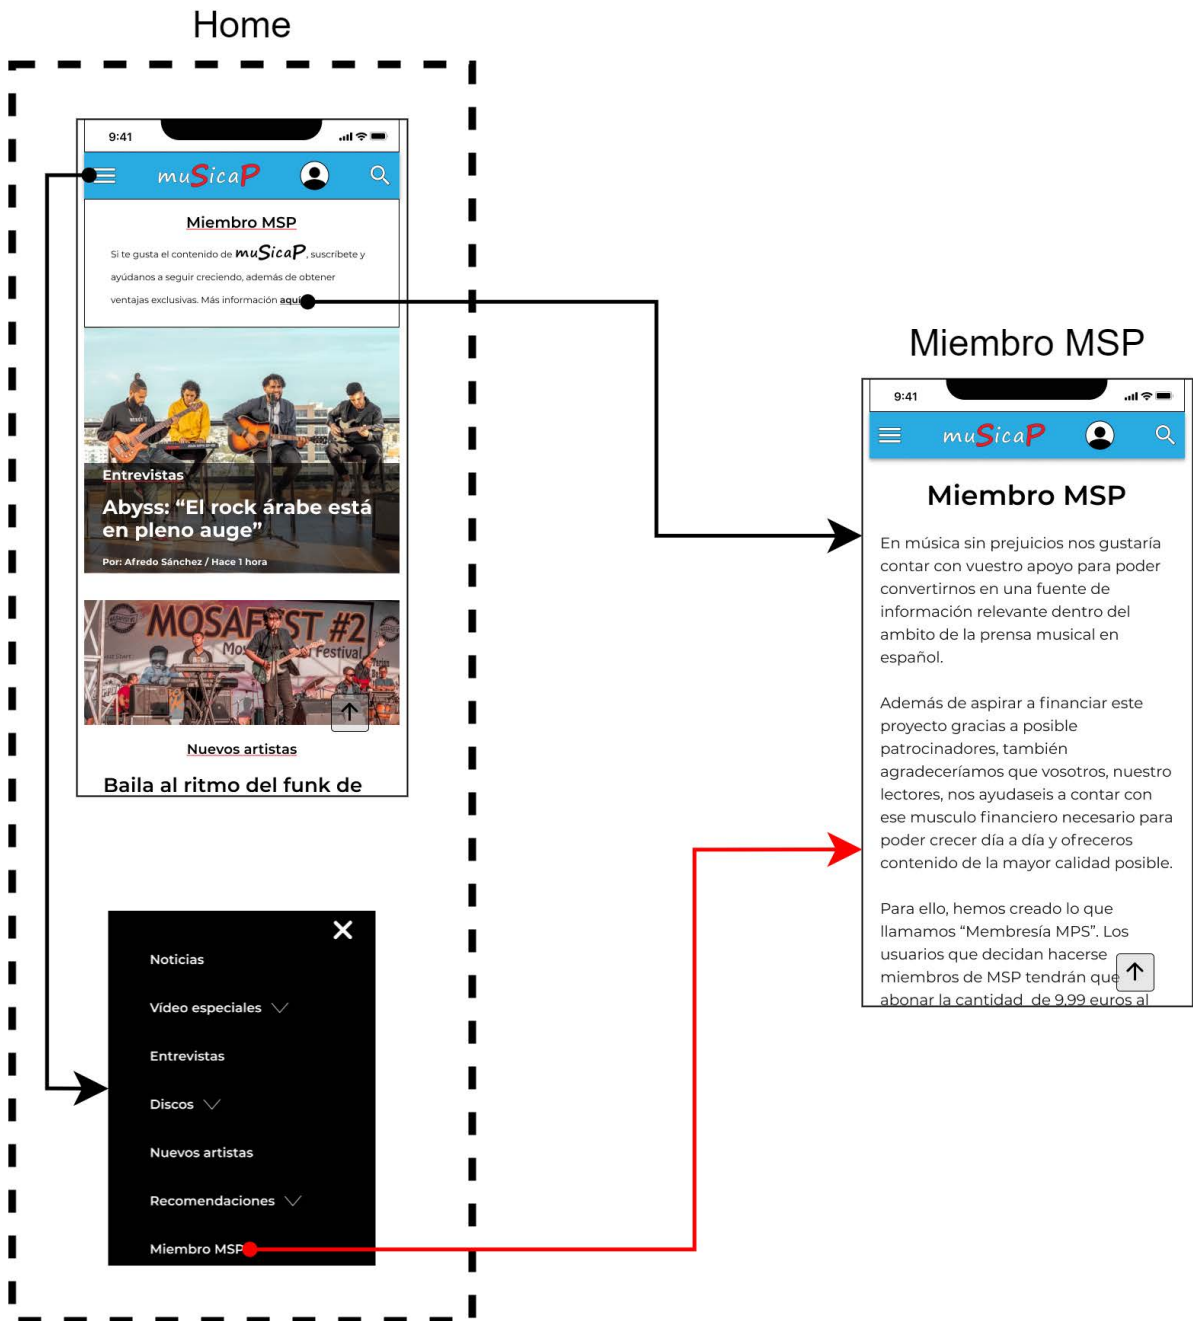 Home
9:41
muSicaP
Miembro MSP
Si te gusta el contenido de muSicaP, suscríbete y
ayúdanos a seguir creciendo, además de obtener
ventajas exclusivas. Más información aquí
Entrevistas
Abyss: “El rock árabe está
en pleno auge”
Por: Afredo Sánchez / Hace 1 hora
MOSAFEST #2
Festival
Nuevos artistas
Baila al ritmo del funk de
Noticias
Vídeo especiales
Entrevistas
Discos
Nuevos artistas
Recomendaciones
Miembro MSP
Miembro MSP
9:41
muSicaP
Miembro MSP
En música sin prejuicios nos gustaría
contar con vuestro apoyo para poder
convertirnos en una fuente de
información relevante dentro del
ambito de la prensa musical en
español.
Además de aspirar a financiar este
proyecto gracias a posible
patrocinadores, también
agradeceríamos que vosotros, nuestro
lectores, nos ayudaseis a contar con
ese musculo financiero necesario para
poder crecer día a día y ofreceros
contenido de la mayor calidad posible.
Para ello, hemos creado lo que
llamamos “Membresía MPS”. Los
usuarios que decidan hacerse
miembros de MSP tendrán que
abonar la cantidad de 9,99 euros al